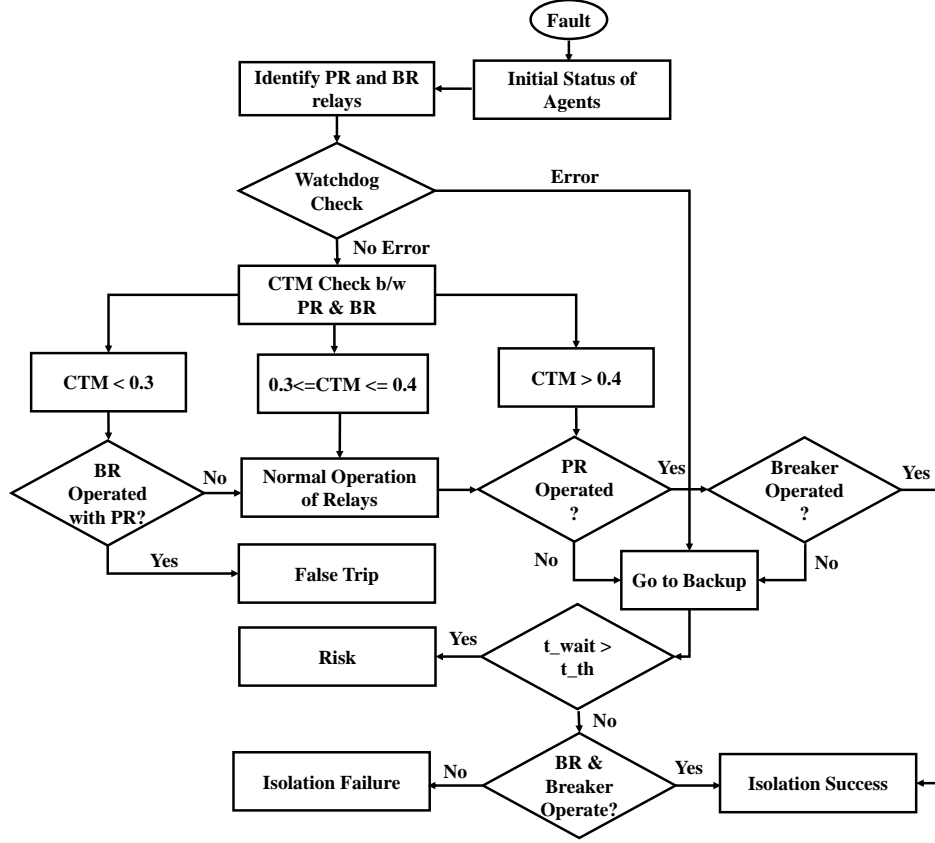 Fault
Identify PR and BR
relays
Initial Status of
Agents
Watchdog
Check
Error
No Error
CTM Check b/w
PR & BR
CTM < 0.3
0.3<=CTM <= 0.4
CTM > 0.4
BR
Operated
with PR?
No
Normal Operation
of Relays
PR
Operated
?
Yes
Breaker
Operated
?
Yes
Yes
False Trip
No
Go to Backup
No
Risk
Yes
t_wait >
t_th
No
Isolation Failure
No
BR &
Breaker
Operate?
Yes
Isolation Success